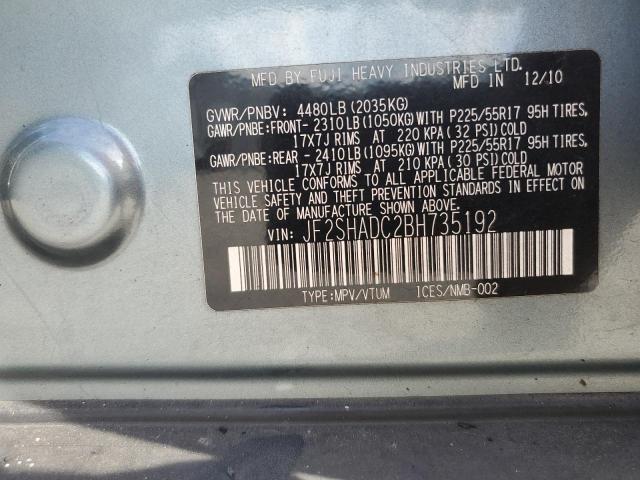 MFD BY FUJI HEAVY INDUSTRIES LTD.
MFD IN 12/10
GVWR/PNBV: 4480LB (2035KG)
GAWR/PNBE:FRONT- 2310LB (1050KG) WITH P225/55R17 95H TIRES,
17X7J RIMS AT 220 KPA (32 PSI) COLD
GAWR/PNBE:REAR - 2410LB (1095KG) WITH P225/55R17 95H TIRES,
17X7J RIMS AT 210 KPA (30 PSI) COLD
THIS VEHICLE CONFORMS TO ALL APPLICABLE FEDERAL MOTOR
VEHICLE SAFETY AND THEFT PREVENTION STANDARDS IN EFFECT ON
THE DATE OF MANUFACTURE SHOWN ABOVE.
VIN: JF2SHADC2BH735192
TYPE:MPV/VTUM ICES/NMB-002